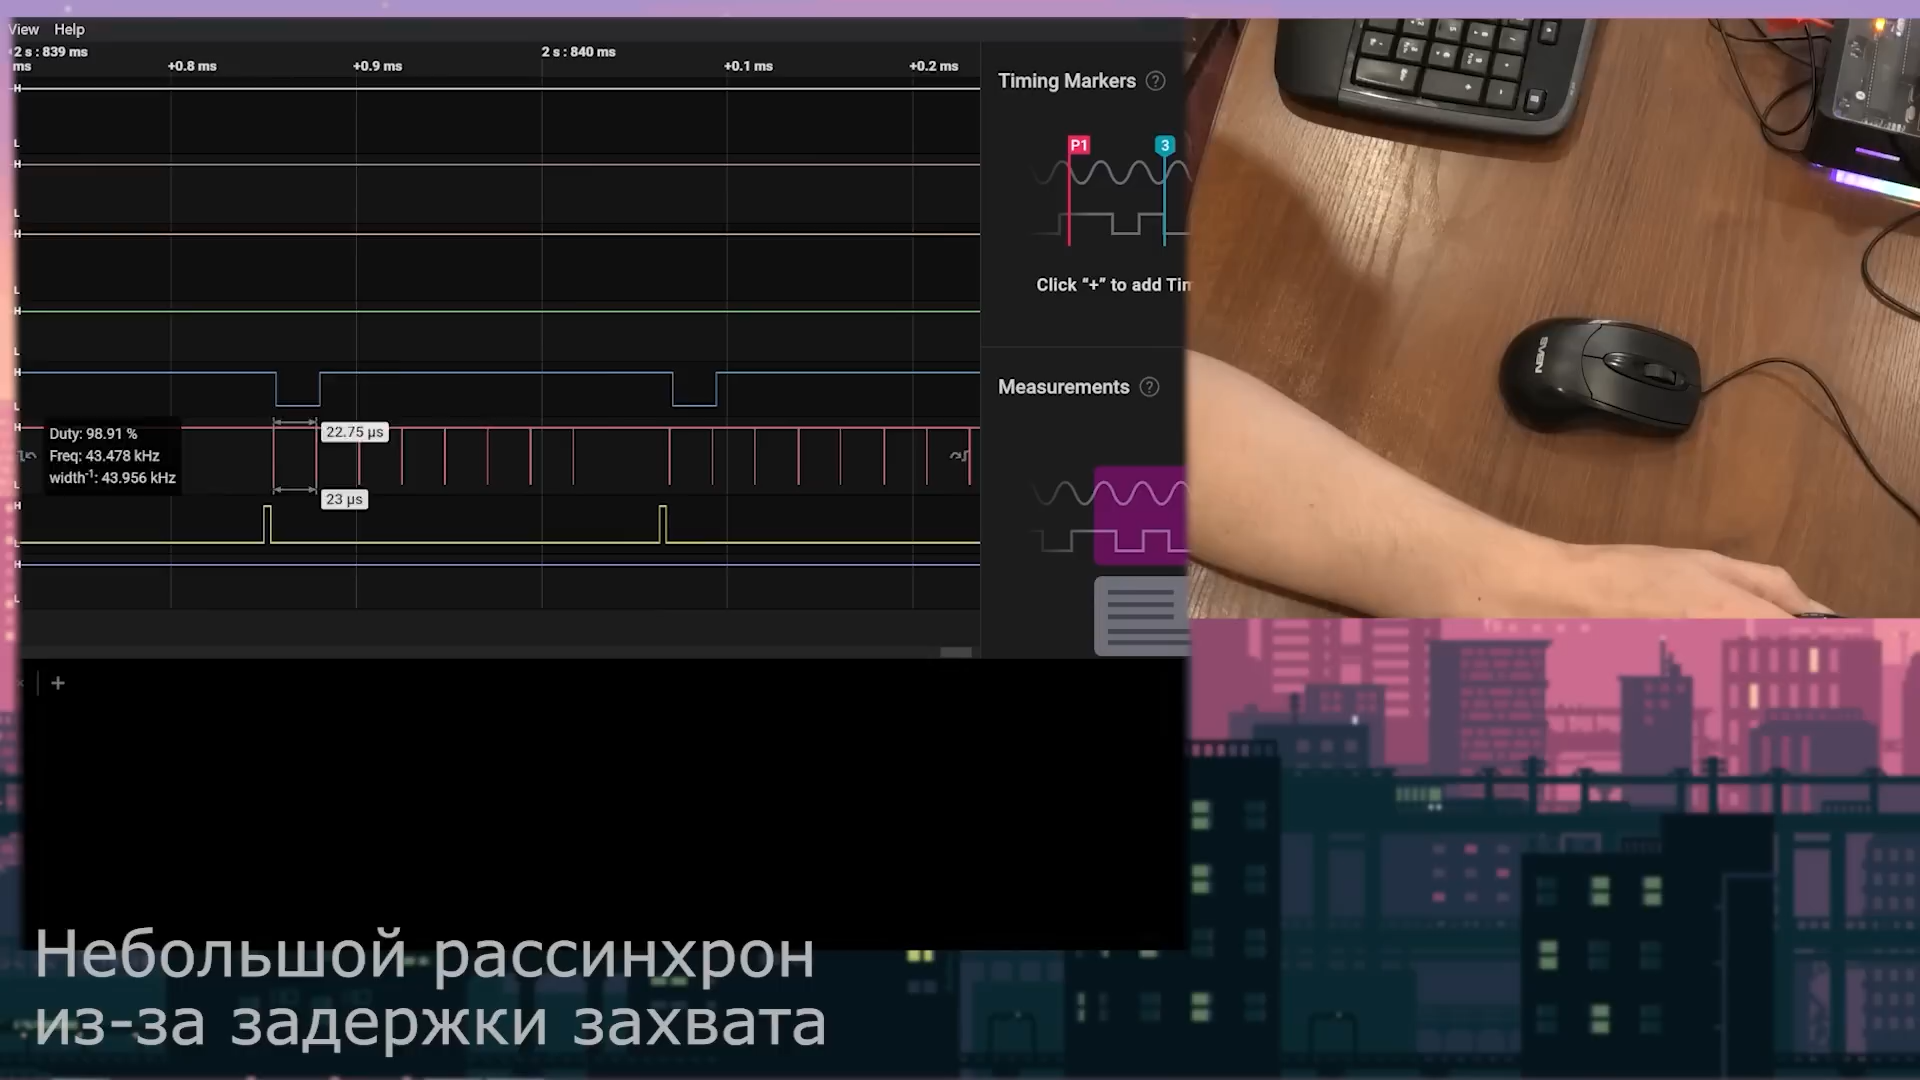 View Help
2 s : 839 ms
ms
+0.8 ms
+0.9 ms
2 s : 840 ms
+0.1 ms
+0.2 ms
H
L
H
L
H
L
H
L
H
L
H
L
H
L
H
L
Duty: 98.91 %
Freq: 43.478 kHz
width-1: 43.956 kHz
22.75 µs
23 µs
Timing Markers ?
P1
3
Click “+” to add Tim
Measurements ?
SVEN
× +
Небольшой рассинхрон
из-за задержки захвата